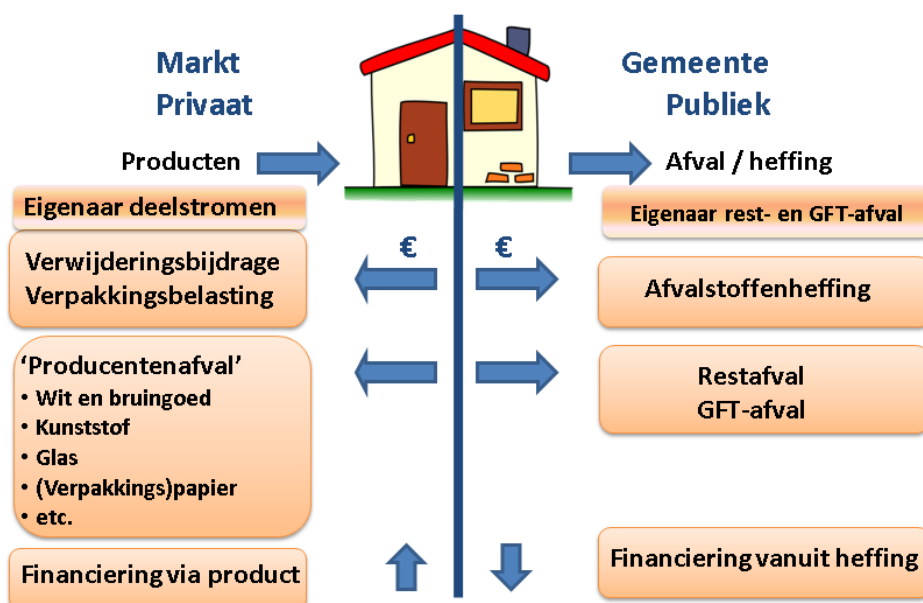 Markt
Privaat
Gemeente
Publiek
Producten
Afval / heffing
Eigenaar deelstromen
Eigenaar rest- en GFT-afval
€
€
Verwijderingsbijdrage
Verpakkingsbelasting
Afvalstoffenheffing
‘Producentenafval’
• Wit en bruingoed
• Kunststof
• Glas
• (Verpakkings)papier
• etc.
Restafval
GFT-afval
Financiering via product
Financiering vanuit heffing